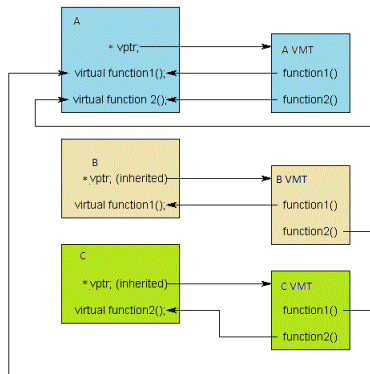 A
* vptr;
A VMT
virtual function1();
function1()
virtual function 2();
function2()
B
*.vptr; (inherited)
B VMT
virtual function1();
function1()
function2()
C
*.vptr; (inherited)
C VMT
virtual function2();
function1()
function2()